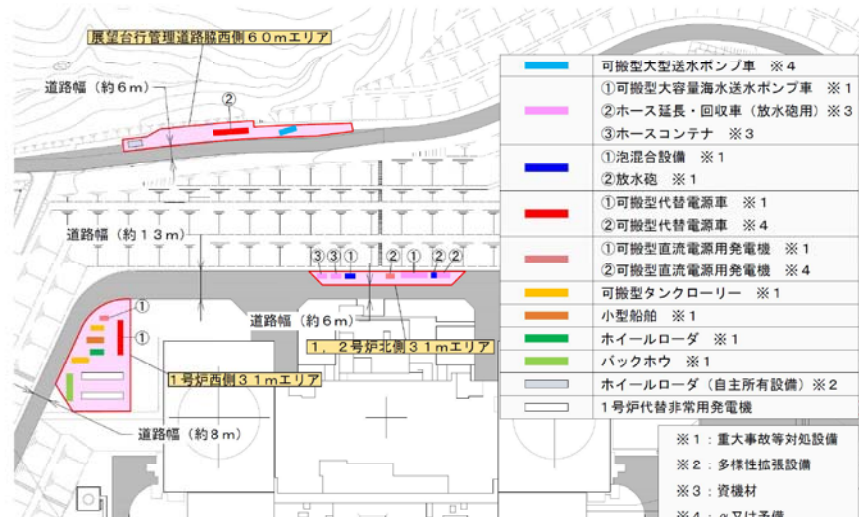 展望台行管理道路脇西側60mエリア
道路幅（約6m）
②
道路幅（約13m）
③ ③ ① ② ① ② ②
道路幅（約6m）
1，2号炉北側31mエリア
①
①
1号炉西側31mエリア
道路幅（約8m）
可搬型大型送水ポンプ車 ※4
①可搬型大容量海水送水ポンプ車 ※1
②ホース延長・回収車（放水砲用）※3
③ホースコンテナ ※3
①泡混合設備 ※1
②放水砲 ※1
①可搬型代替電源車 ※1
②可搬型代替電源車 ※4
①可搬型直流電源用発電機 ※1
②可搬型直流電源用発電機 ※4
可搬型タンクローリー ※1
小型船舶 ※1
ホイールローダ ※1
バックホウ ※1
ホイールローダ（自主所有設備）※2
1号炉代替非常用発電機
※1：重大事故等対処設備
※2：多様性拡張設備
※3：資機材
※4：α又は予備